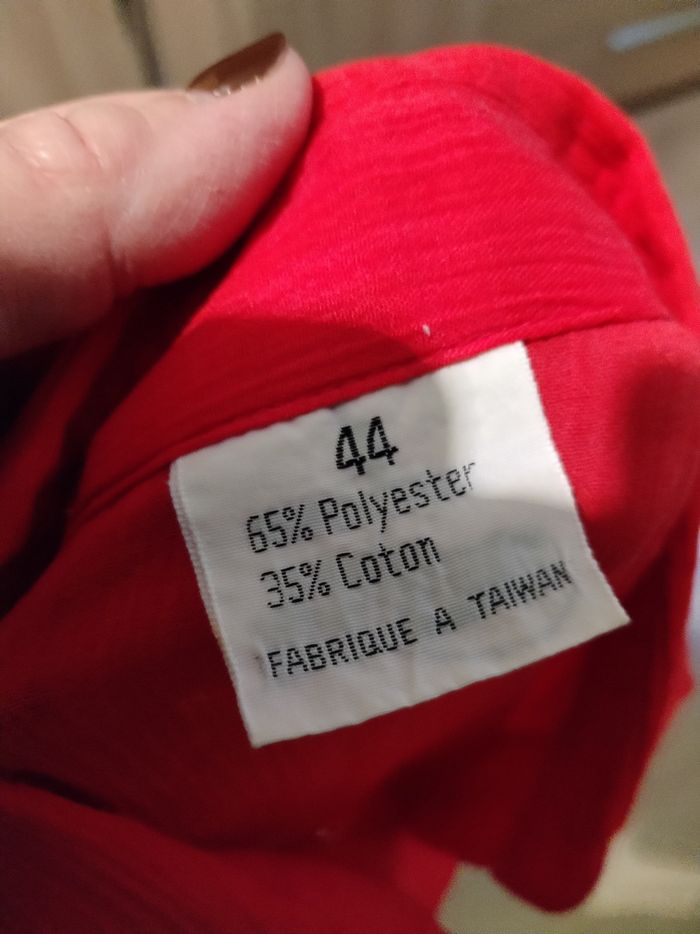 44
65% Polyester
35% Coton
FABRIQUE A TAIWAN